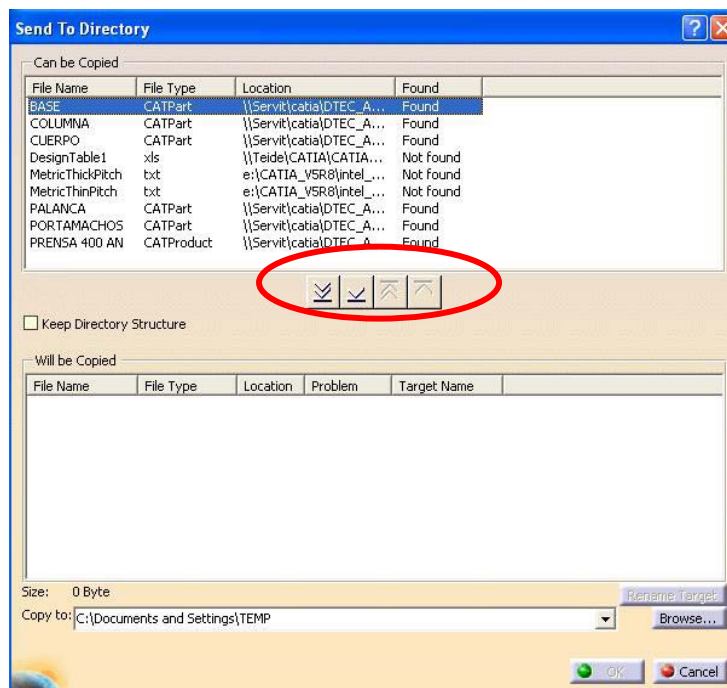 Send To Directory
Can be Copied
File Name File Type Location Found
BASE CATPart \\Servit\catia\DTEC_A... Found
COLUMNA CATPart \\Servit\catia\DTEC_A... Found
CUERPO CATPart \\Servit\catia\DTEC_A... Found
DesignTable1 xls \\Teide\CATIA\CATIA... Not found
MetricThickPitch txt e:\CATIA_V5R8\intel_... Not found
MetricThinPitch txt e:\CATIA_V5R8\intel_... Not found
PALANCA CATPart \\Servit\catia\DTEC_A... Found
PORTAMACHOS CATPart \\Servit\catia\DTEC_A... Found
PRENSA 400 AN CATProduct \\Servit\catia\DTEC_A... Found
Keep Directory Structure
Will be Copied
File Name File Type Location Problem Target Name
Size: 0 Byte
Rename Target
Copy to: C:\Documents and Settings\TEMP Browse...
OK Cancel